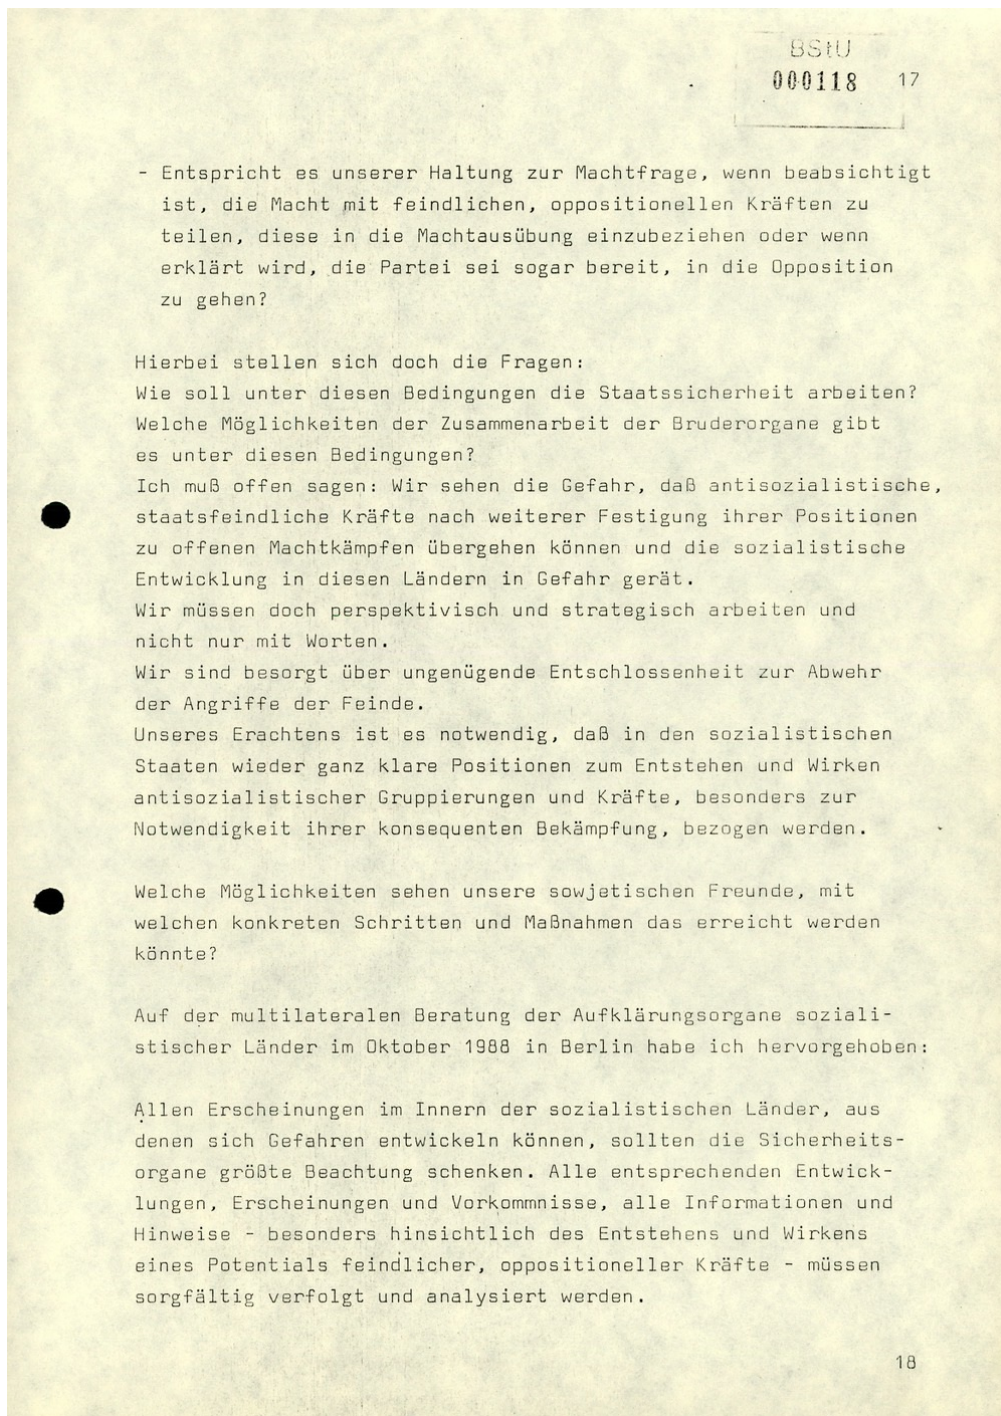 BStU
000118 17
- Entspricht es unserer Haltung zur Machtfrage, wenn beabsichtigt
ist, die Macht mit feindlichen, oppositionellen Kräften zu
teilen, diese in die Machtausübung einzubeziehen oder wenn
erklärt wird, die Partei sei sogar bereit, in die Opposition
zu gehen?
Hierbei stellen sich doch die Fragen:
Wie soll unter diesen Bedingungen die Staatssicherheit arbeiten?
Welche Möglichkeiten der Zusammenarbeit der Bruderorgane gibt
es unter diesen Bedingungen?
Ich muß offen sagen: Wir sehen die Gefahr, daß antisozialistische,
staatsfeindliche Kräfte nach weiterer Festigung ihrer Positionen
zu offenen Machtkämpfen übergehen können und die sozialistische
Entwicklung in diesen Ländern in Gefahr gerät.
Wir müssen doch perspektivisch und strategisch arbeiten und
nicht nur mit Worten.
Wir sind besorgt über ungenügende Entschlossenheit zur Abwehr
der Angriffe der Feinde.
Unseres Erachtens ist es notwendig, daß in den sozialistischen
Staaten wieder ganz klare Positionen zum Entstehen und Wirken
antisozialistischer Gruppierungen und Kräfte, besonders zur
Notwendigkeit ihrer konsequenten Bekämpfung, bezogen werden.
Welche Möglichkeiten sehen unsere sowjetischen Freunde, mit
welchen konkreten Schritten und Maßnahmen das erreicht werden
könnte?
Auf der multilateralen Beratung der Aufklärungsorgane soziali-
stischer Länder im Oktober 1988 in Berlin habe ich hervorgehoben:
Allen Erscheinungen im Innern der sozialistischen Länder, aus
denen sich Gefahren entwickeln können, sollten die Sicherheits-
organe größte Beachtung schenken. Alle entsprechenden Entwick-
lungen, Erscheinungen und Vorkommnisse, alle Informationen und
Hinweise - besonders hinsichtlich des Entstehens und Wirkens
eines Potentials feindlicher, oppositioneller Kräfte - müssen
sorgfältig verfolgt und analysiert werden.
18